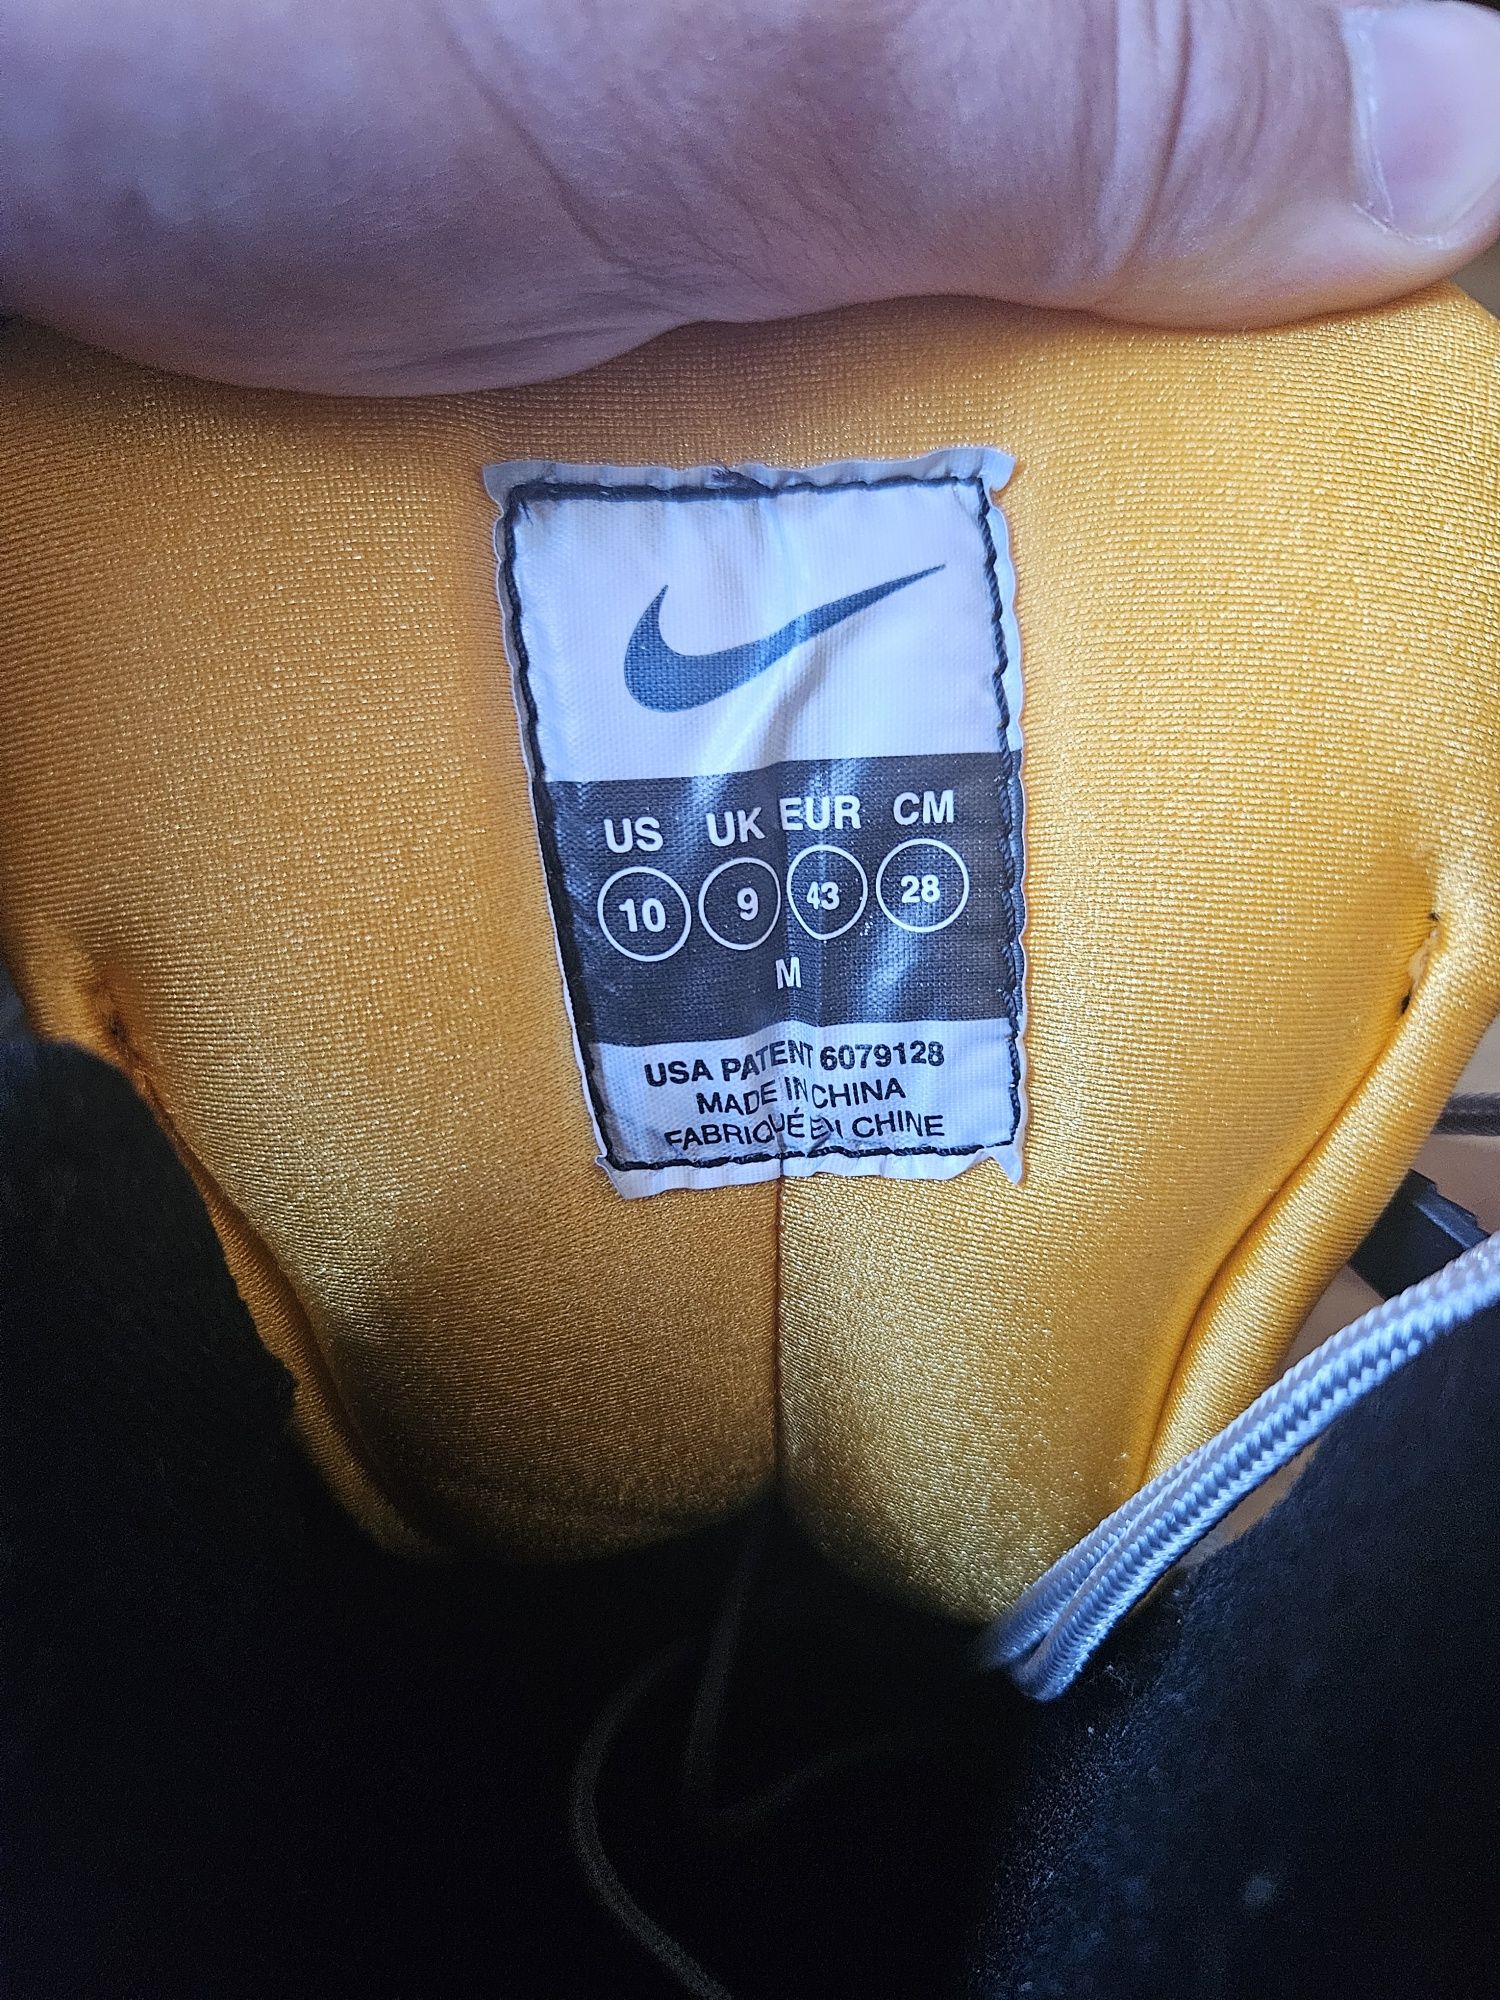 US UK EUR CM
10 9 43 28
M
USA PATENT 6079128
MADE IN CHINA
FABRIQUÉ EN CHINE